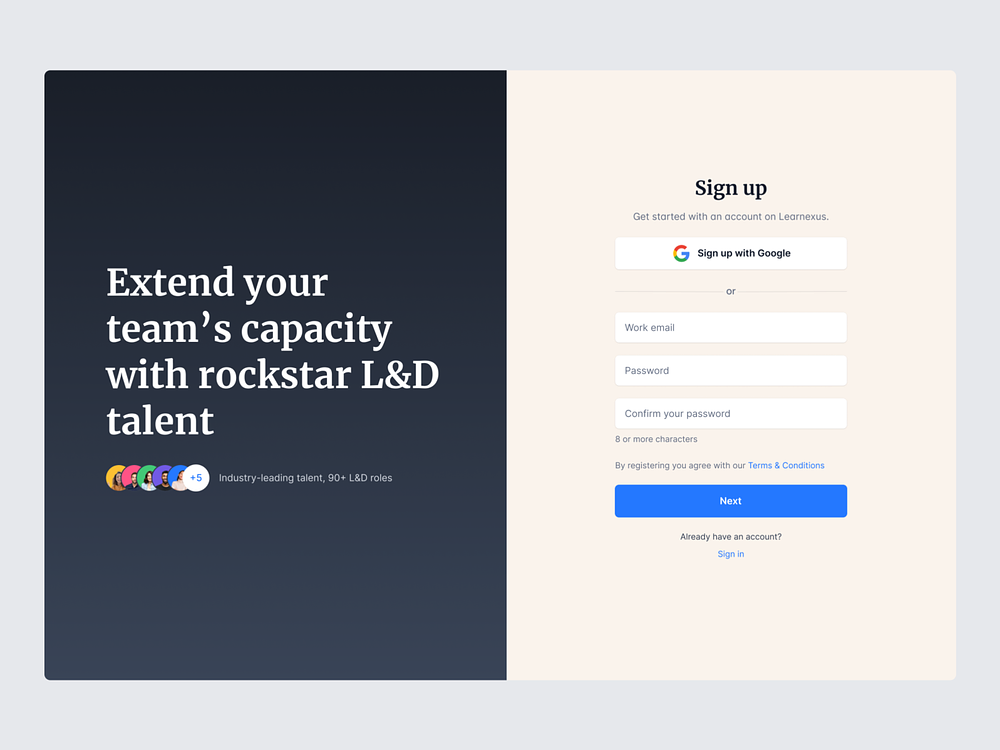 Extend your
team’s capacity
with rockstar L&D
talent
+5
Industry-leading talent, 90+ L&D roles
Sign up
Get started with an account on Learnexus.
Sign up with Google
or
Work email
Password
Confirm your password
8 or more characters
By registering you agree with our Terms & Conditions
Next
Already have an account?
Sign in